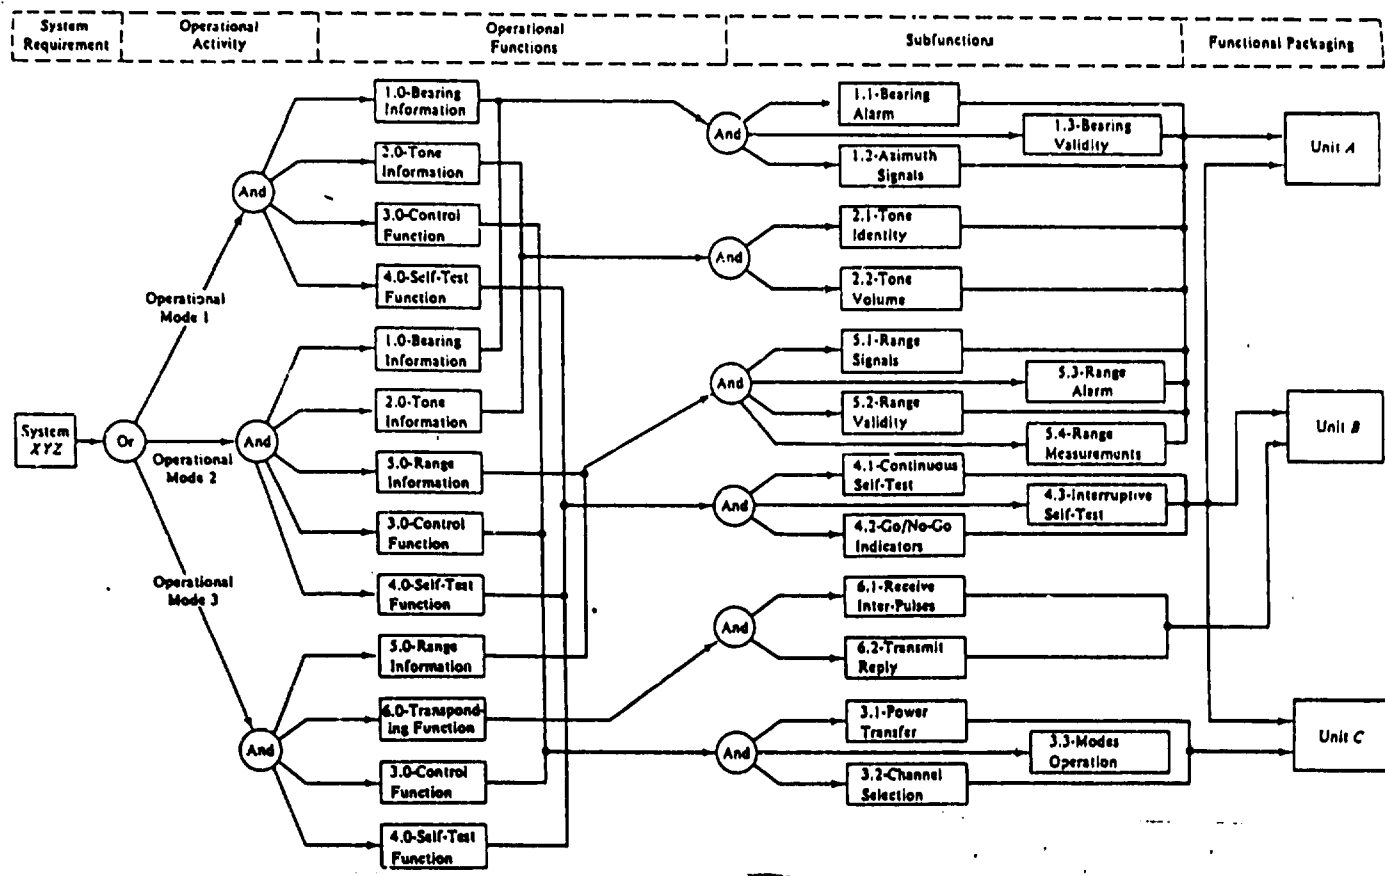 System
Requirement
Operational
Activity
Operational
Functions
Subfunctions
Functional Packaging
System
XYZ
Or
Operational
Mode 1
Operational
Mode 2
Operational
Mode 3
And
And
And
1.0-Bearing
Information
2.0-Tone
Information
3.0-Control
Function
4.0-Self-Test
Function
1.0-Bearing
Information
2.0-Tone
Information
5.0-Range
Information
3.0-Control
Function
4.0-Self-Test
Function
5.0-Range
Information
6.0-Transpond-
ing Function
3.0-Control
Function
4.0-Self-Test
Function
And
And
And
And
And
And
1.1-Bearing
Alarm
1.3-Bearing
Validity
1.2-Azimuth
Signals
2.1-Tone
Identity
2.2-Tone
Volume
5.1-Range
Signals
5.3-Range
Alarm
5.2-Range
Validity
5.4-Range
Measurements
4.1-Continuous
Self-Test
4.3-Interruptive
Self-Test
4.2-Go/No-Go
Indicators
6.1-Receive
Inter-Pulses
6.2-Transmit
Reply
3.1-Power
Transfer
3.3-Modes
Operation
3.2-Channel
Selection
Unit A
Unit B
Unit C